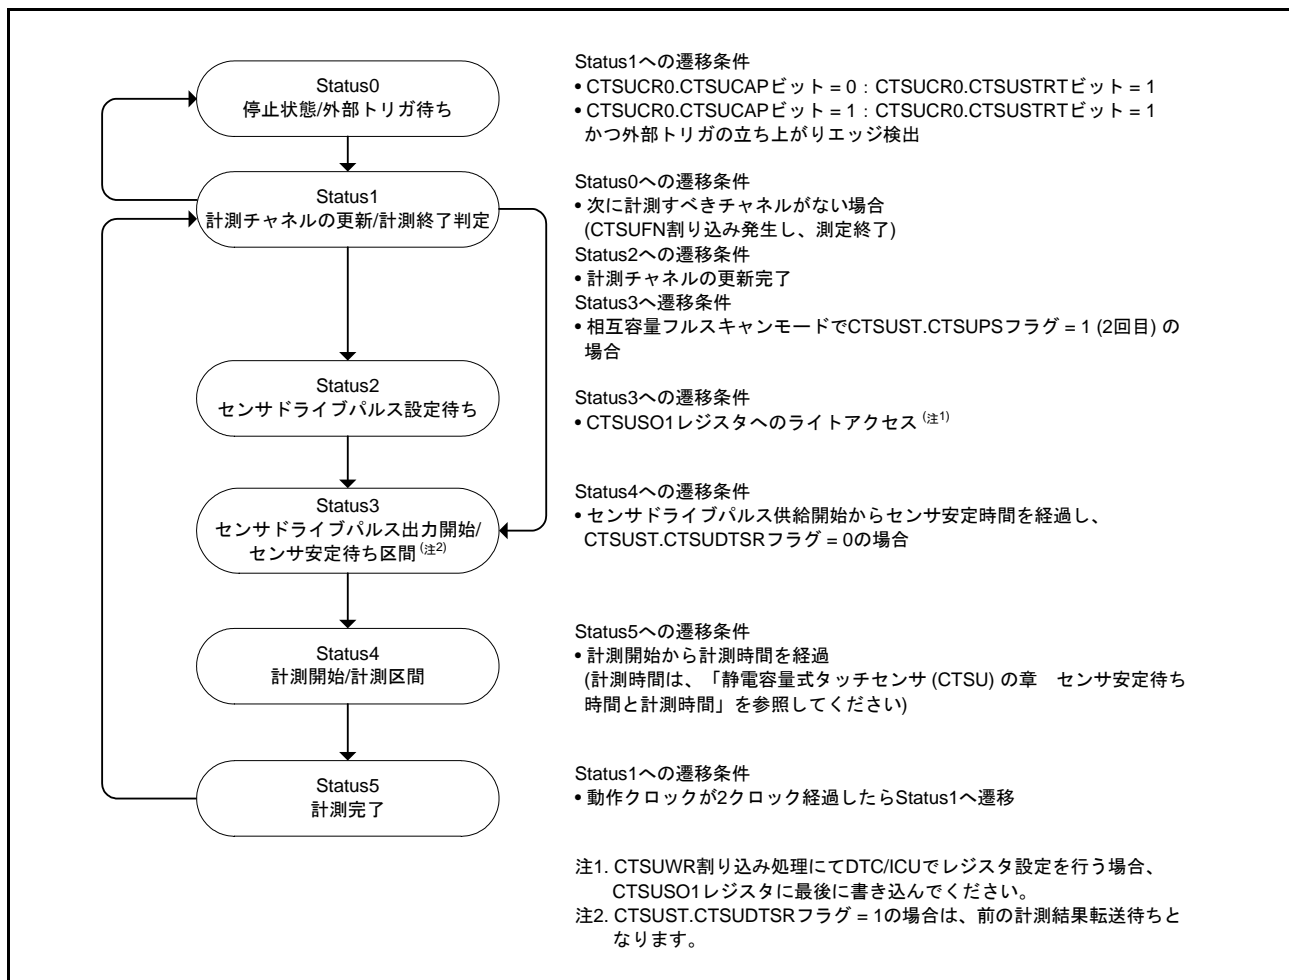 Status0
停止状態/外部トリガ待ち
Status1への遷移条件
• CTSUCR0.CTSUCAPビット = 0：CTSUCR0.CTSUSTRTビット = 1
• CTSUCR0.CTSUCAPビット = 1：CTSUCR0.CTSUSTRTビット = 1
かつ外部トリガの立ち上がりエッジ検出
Status1
計測チャネルの更新/計測終了判定
Status0への遷移条件
• 次に計測すべきチャネルがない場合
(CTSUFN割り込み発生し、測定終了)
Status2への遷移条件
• 計測チャネルの更新完了
Status3へ遷移条件
• 相互容量フルスキャンモードでCTSUST.CTSUPSフラグ = 1 (2回目) の
場合
Status2
センサドライブパルス設定待ち
Status3への遷移条件
• CTSUSO1レジスタへのライトアクセス (注1)
Status3
センサドライブパルス出力開始/
センサ安定待ち区間 (注2)
Status4への遷移条件
• センサドライブパルス供給開始からセンサ安定時間を経過し、
CTSUST.CTSUDTSRフラグ = 0の場合
Status4
計測開始/計測区間
Status5への遷移条件
• 計測開始から計測時間を経過
(計測時間は、「静電容量式タッチセンサ (CTSU) の章　センサ安定待ち
時間と計測時間」を参照してください)
Status5
計測完了
Status1への遷移条件
• 動作クロックが2クロック経過したらStatus1へ遷移
注1. CTSUWR割り込み処理にてDTC/ICUでレジスタ設定を行う場合、
CTSUSO1レジスタに最後に書き込んでください。
注2. CTSUST.CTSUDTSRフラグ = 1の場合は、前の計測結果転送待ちと
なります。